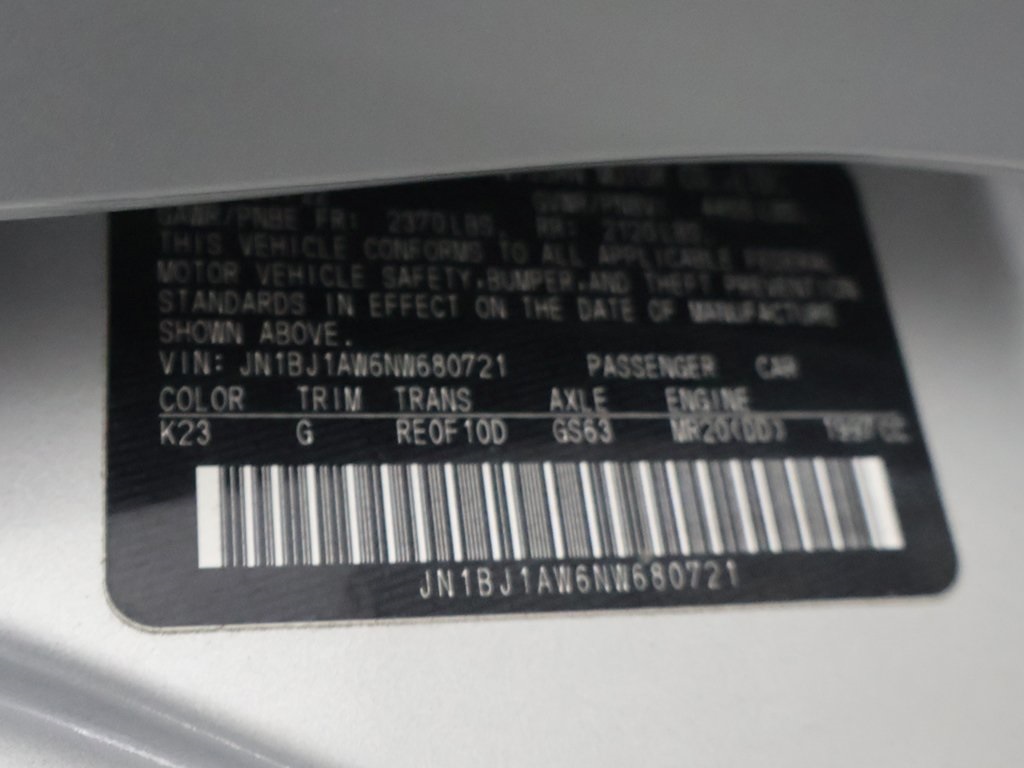 GAWR/PNBE FR: 2370LBS. RR:
THIS VEHICLE CONFORMS TO ALL APPLICABLE FEDERAL
MOTOR VEHICLE SAFETY,BUMPER,AND THEFT PREVENTION
STANDARDS IN EFFECT ON THE DATE OF MANUFACTURE
SHOWN ABOVE.
VIN: JN1BJ1AW6NW680721 PASSENGER CAR
COLOR TRIM TRANS AXLE ENGINE
K23 G RE0F10D GS63 MR20(DD) 1997CC
JN1BJ1AW6NW680721